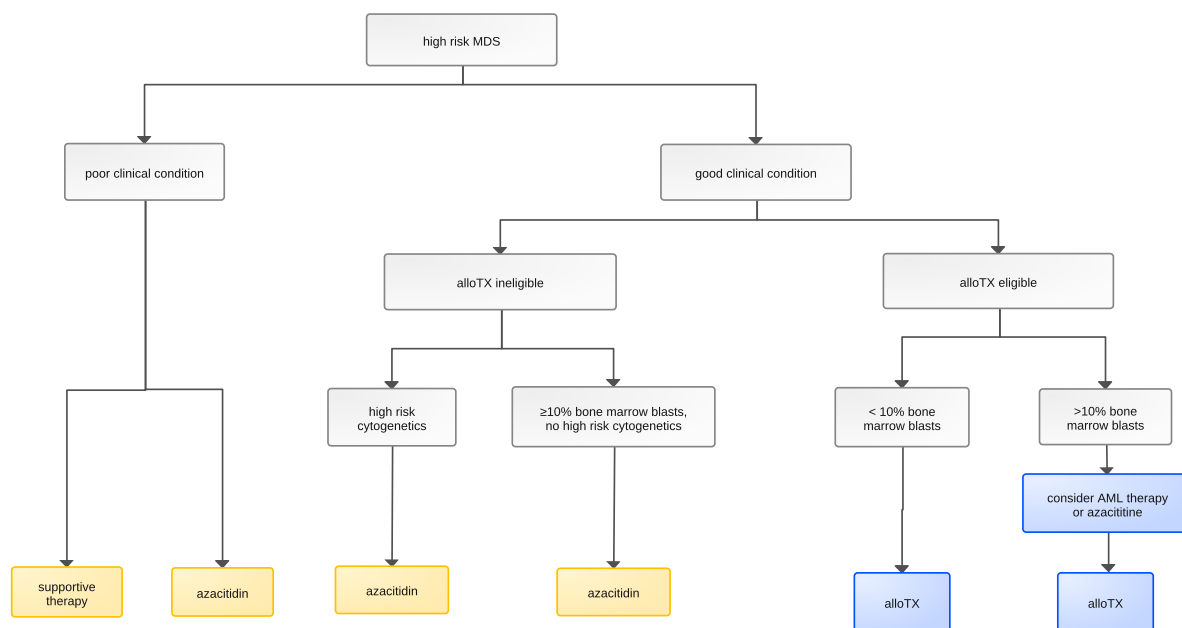 high risk MDS
poor clinical condition
good clinical condition
alloTX ineligible
alloTX eligible
high risk
cytogenetics
≥10% bone marrow blasts,
no high risk cytogenetics
< 10% bone
marrow blasts
>10% bone
marrow blasts
consider AML therapy
or azacititine
supportive
therapy
azacitidin
azacitidin
azacitidin
alloTX
alloTX